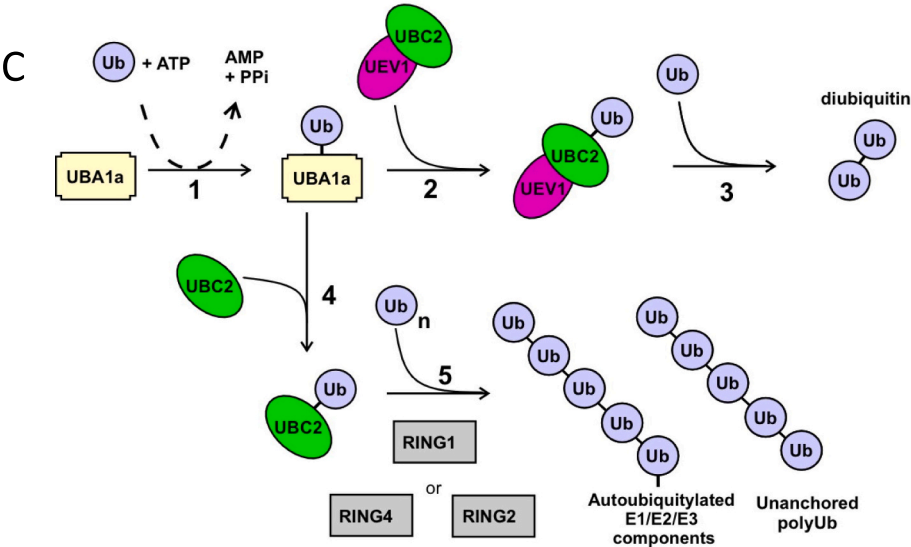 C
Ub + ATP
AMP
+ PPi
UBC2
UEV1
Ub
diubiquitin
UBA1a
1
Ub
UBA1a
2
Ub
UBC2
UEV1
3
Ub
Ub
UBC2
4
Ub n
5
Ub
UBC2
RING1
or
RING4
RING2
Ub
Ub
Ub
Ub
Ub
Autoubiquitylated
E1/E2/E3
components
Ub
Ub
Ub
Ub
Ub
Unanchored
polyUb